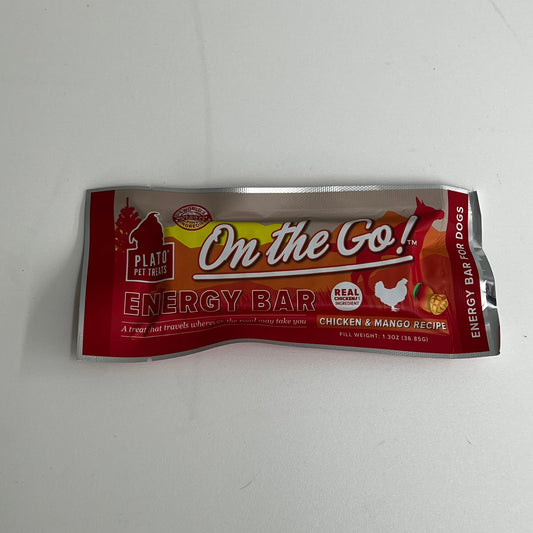 On the Go!™
PLATO®
PET TREATS
ENERGY BAR
A treat that travels wherever the road may take you
REAL
CHICKEN #1
INGREDIENT
CHICKEN & MANGO RECIPE
FILL WEIGHT: 1.3OZ (36.85G)
ENERGY BAR FOR DOGS